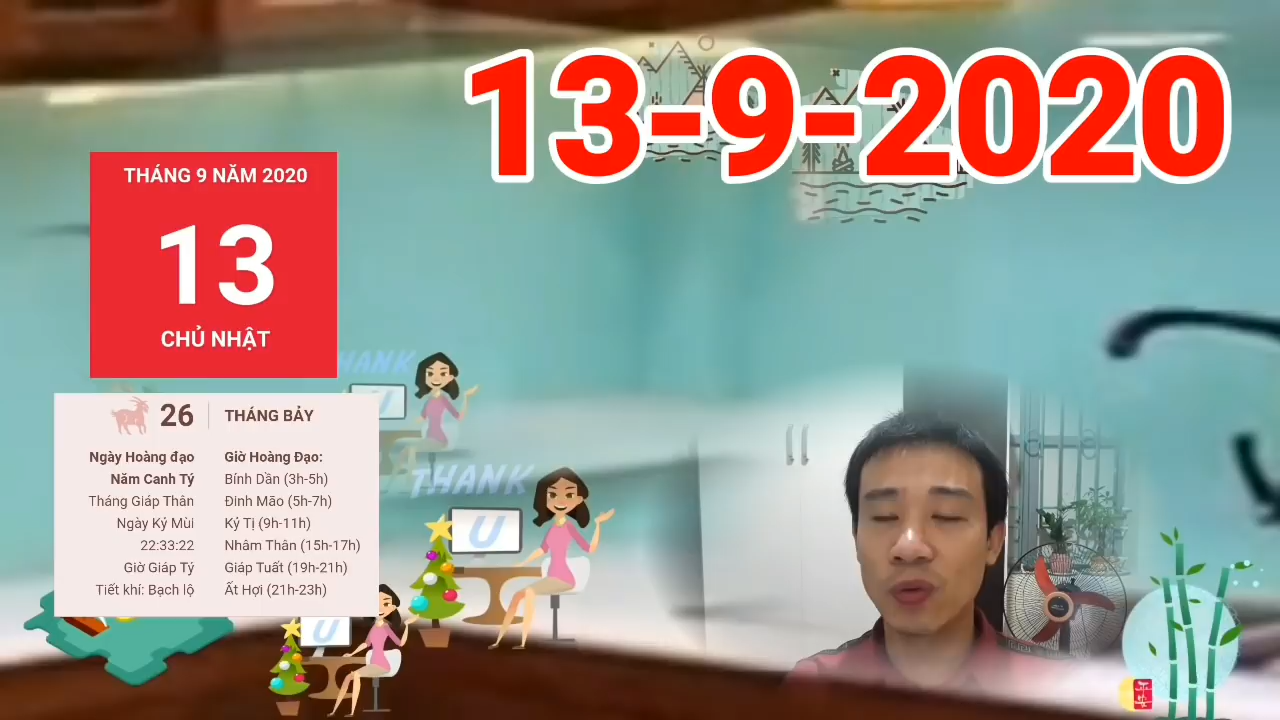 13-9-2020
THÁNG 9 NĂM 2020
13
CHỦ NHẬT
26 THÁNG BẢY
Ngày Hoàng đạo
Năm Canh Tý
Tháng Giáp Thân
Ngày Kỷ Mùi
22:33:22
Giờ Giáp Tý
Tiết khí: Bạch lộ
Giờ Hoàng Đạo:
Bính Dần (3h-5h)
Đinh Mão (5h-7h)
Kỷ Tị (9h-11h)
Nhâm Thân (15h-17h)
Giáp Tuất (19h-21h)
Ất Hợi (21h-23h)
HANK
U
THANK
U
U